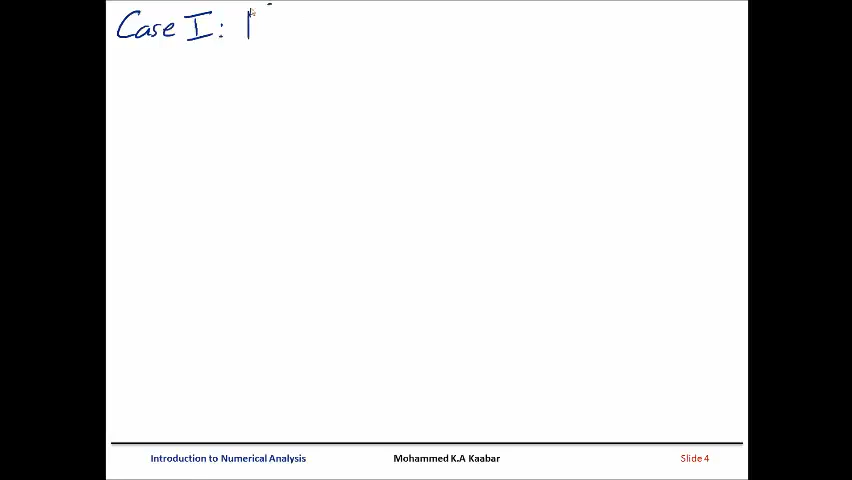 Case I:
Introduction to Numerical Analysis Mohammed K.A Kaabar Slide 4